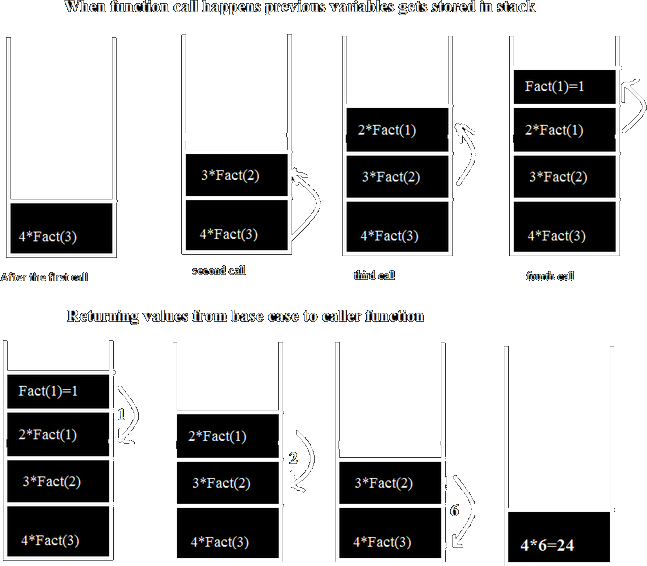 When function call happens previous variables gets stored in stack
4*Fact(3)
After the first call
3*Fact(2)
4*Fact(3)
second call
2*Fact(1)
3*Fact(2)
4*Fact(3)
third call
Fact(1)=1
2*Fact(1)
3*Fact(2)
4*Fact(3)
fourth call
Returning values from base case to caller function
Fact(1)=1
1
2*Fact(1)
3*Fact(2)
4*Fact(3)
2*Fact(1)
2
3*Fact(2)
4*Fact(3)
3*Fact(2)
6
4*Fact(3)
4*6=24